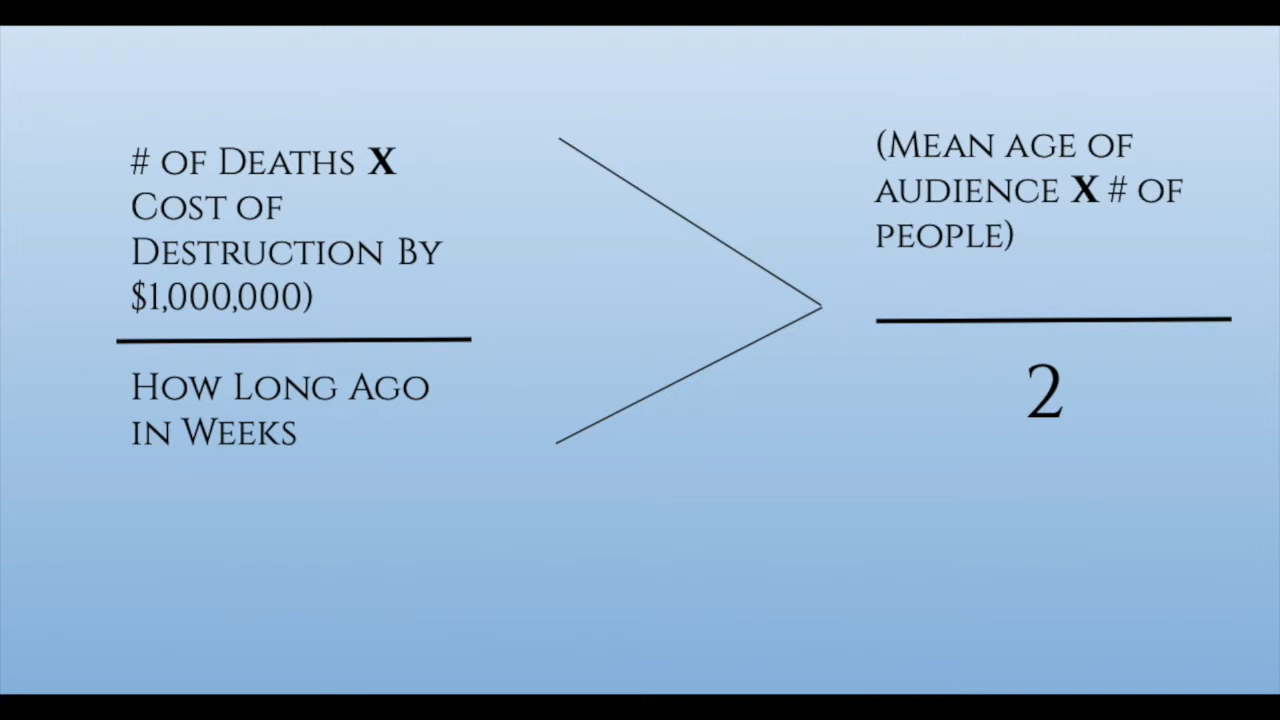 # of Deaths X
Cost of
Destruction By
$1,000,000)
How Long Ago
in Weeks
(Mean age of
audience X # of
people)
2